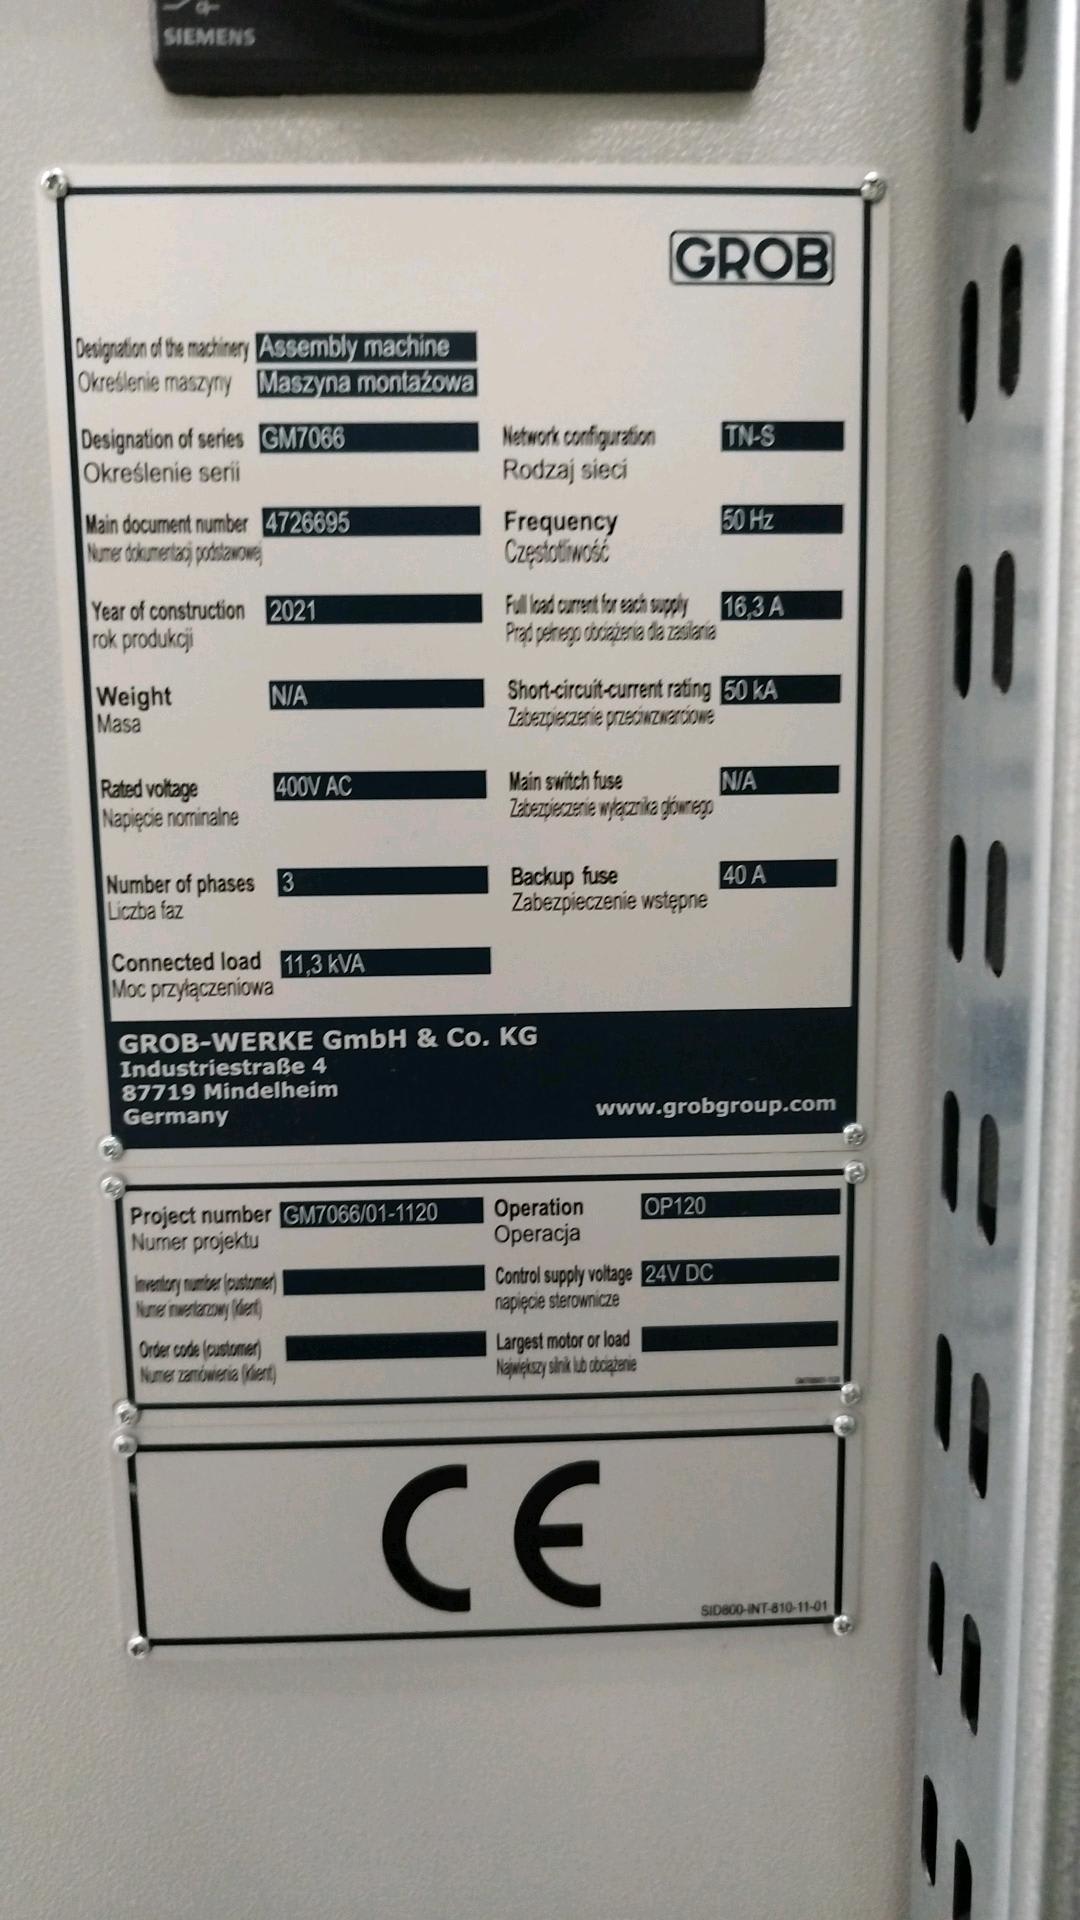 SIEMENS
GROB
Designation of the machinery Assembly machine
Określenie maszyny Maszyna montażowa
Designation of series GM7066
Określenie serii
Network configuration TN-S
Rodzaj sieci
Main document number 4726695
Numer dokumentacji podstawowej
Frequency 50 Hz
Częstotliwość
Year of construction 2021
rok produkcji
Full load current for each supply 16,3 A
Prąd pełnego obciążenia dla zasilania
Weight N/A
Masa
Short-circuit-current rating 50 kA
Zabezpieczenie przeciwzwarciowe
Rated voltage 400V AC
Napięcie nominalne
Main switch fuse N/A
Zabezpieczenie wyłącznika głównego
Number of phases 3
Liczba faz
Backup fuse 40 A
Zabezpieczenie wstępne
Connected load 11,3 kVA
Moc przyłączeniowa
GROB-WERKE GmbH & Co. KG
Industriestraße 4
87719 Mindelheim
Germany
www.grobgroup.com
Project number GM7066/01-1120
Numer projektu
Operation OP120
Operacja
Inventory number (customer)
Numer inwentarzowy (klient)
Control supply voltage 24V DC
napięcie sterownicze
Order code (customer)
Numer zamówienia (klient)
Largest motor or load
Największy silnik lub obciążenie
CE
SID800-INT-810-11-01